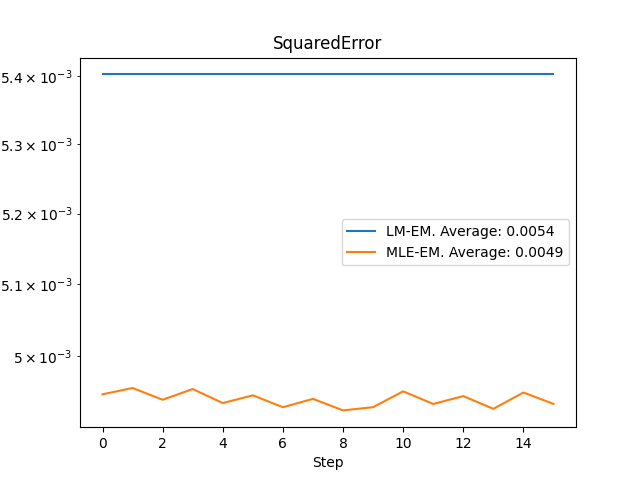 SquaredError
5.4 × 10⁻³
5.3 × 10⁻³
5.2 × 10⁻³
5.1 × 10⁻³
5 × 10⁻³
LM-EM. Average: 0.0054
MLE-EM. Average: 0.0049
0 2 4 6 8 10 12 14
Step